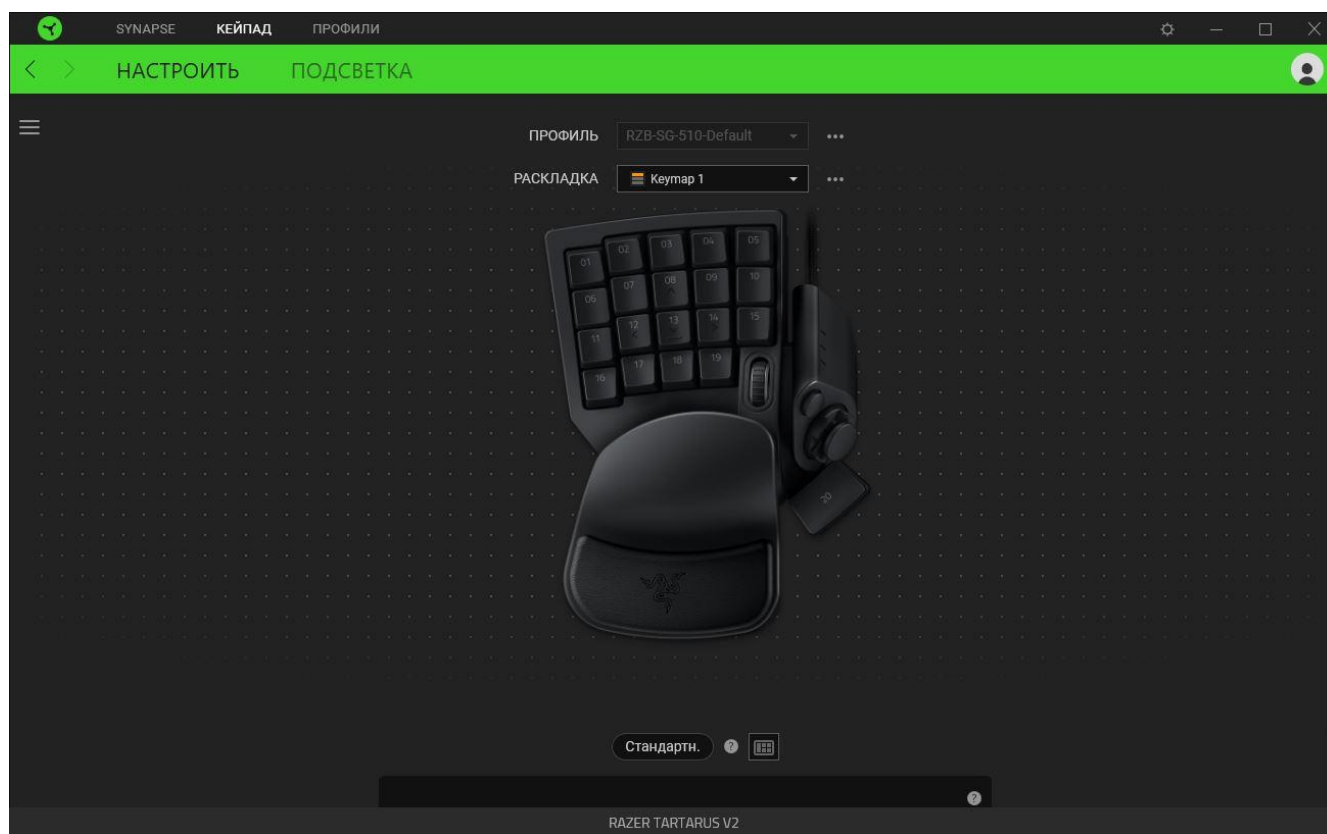 SYNAPSE КЕЙПАД ПРОФИЛИ
НАСТРОИТЬ ПОДСВЕТКА
ПРОФИЛЬ RZB-SG-510-Default
РАСКЛАДКА Keymap 1
01 02 03 04 05
06 07 08 09 10
11 12 13 14 15
16 17 18 19
20
Стандартн. ?
?
RAZER TARTARUS V2